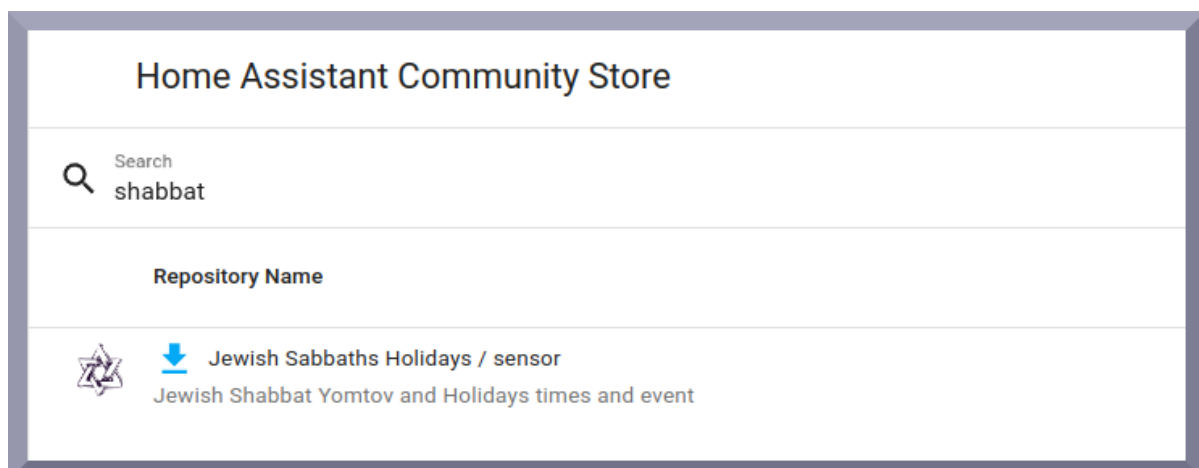 Home Assistant Community Store
Search
shabbat
Repository Name
Jewish Sabbaths Holidays / sensor
Jewish Shabbat Yomtov and Holidays times and event